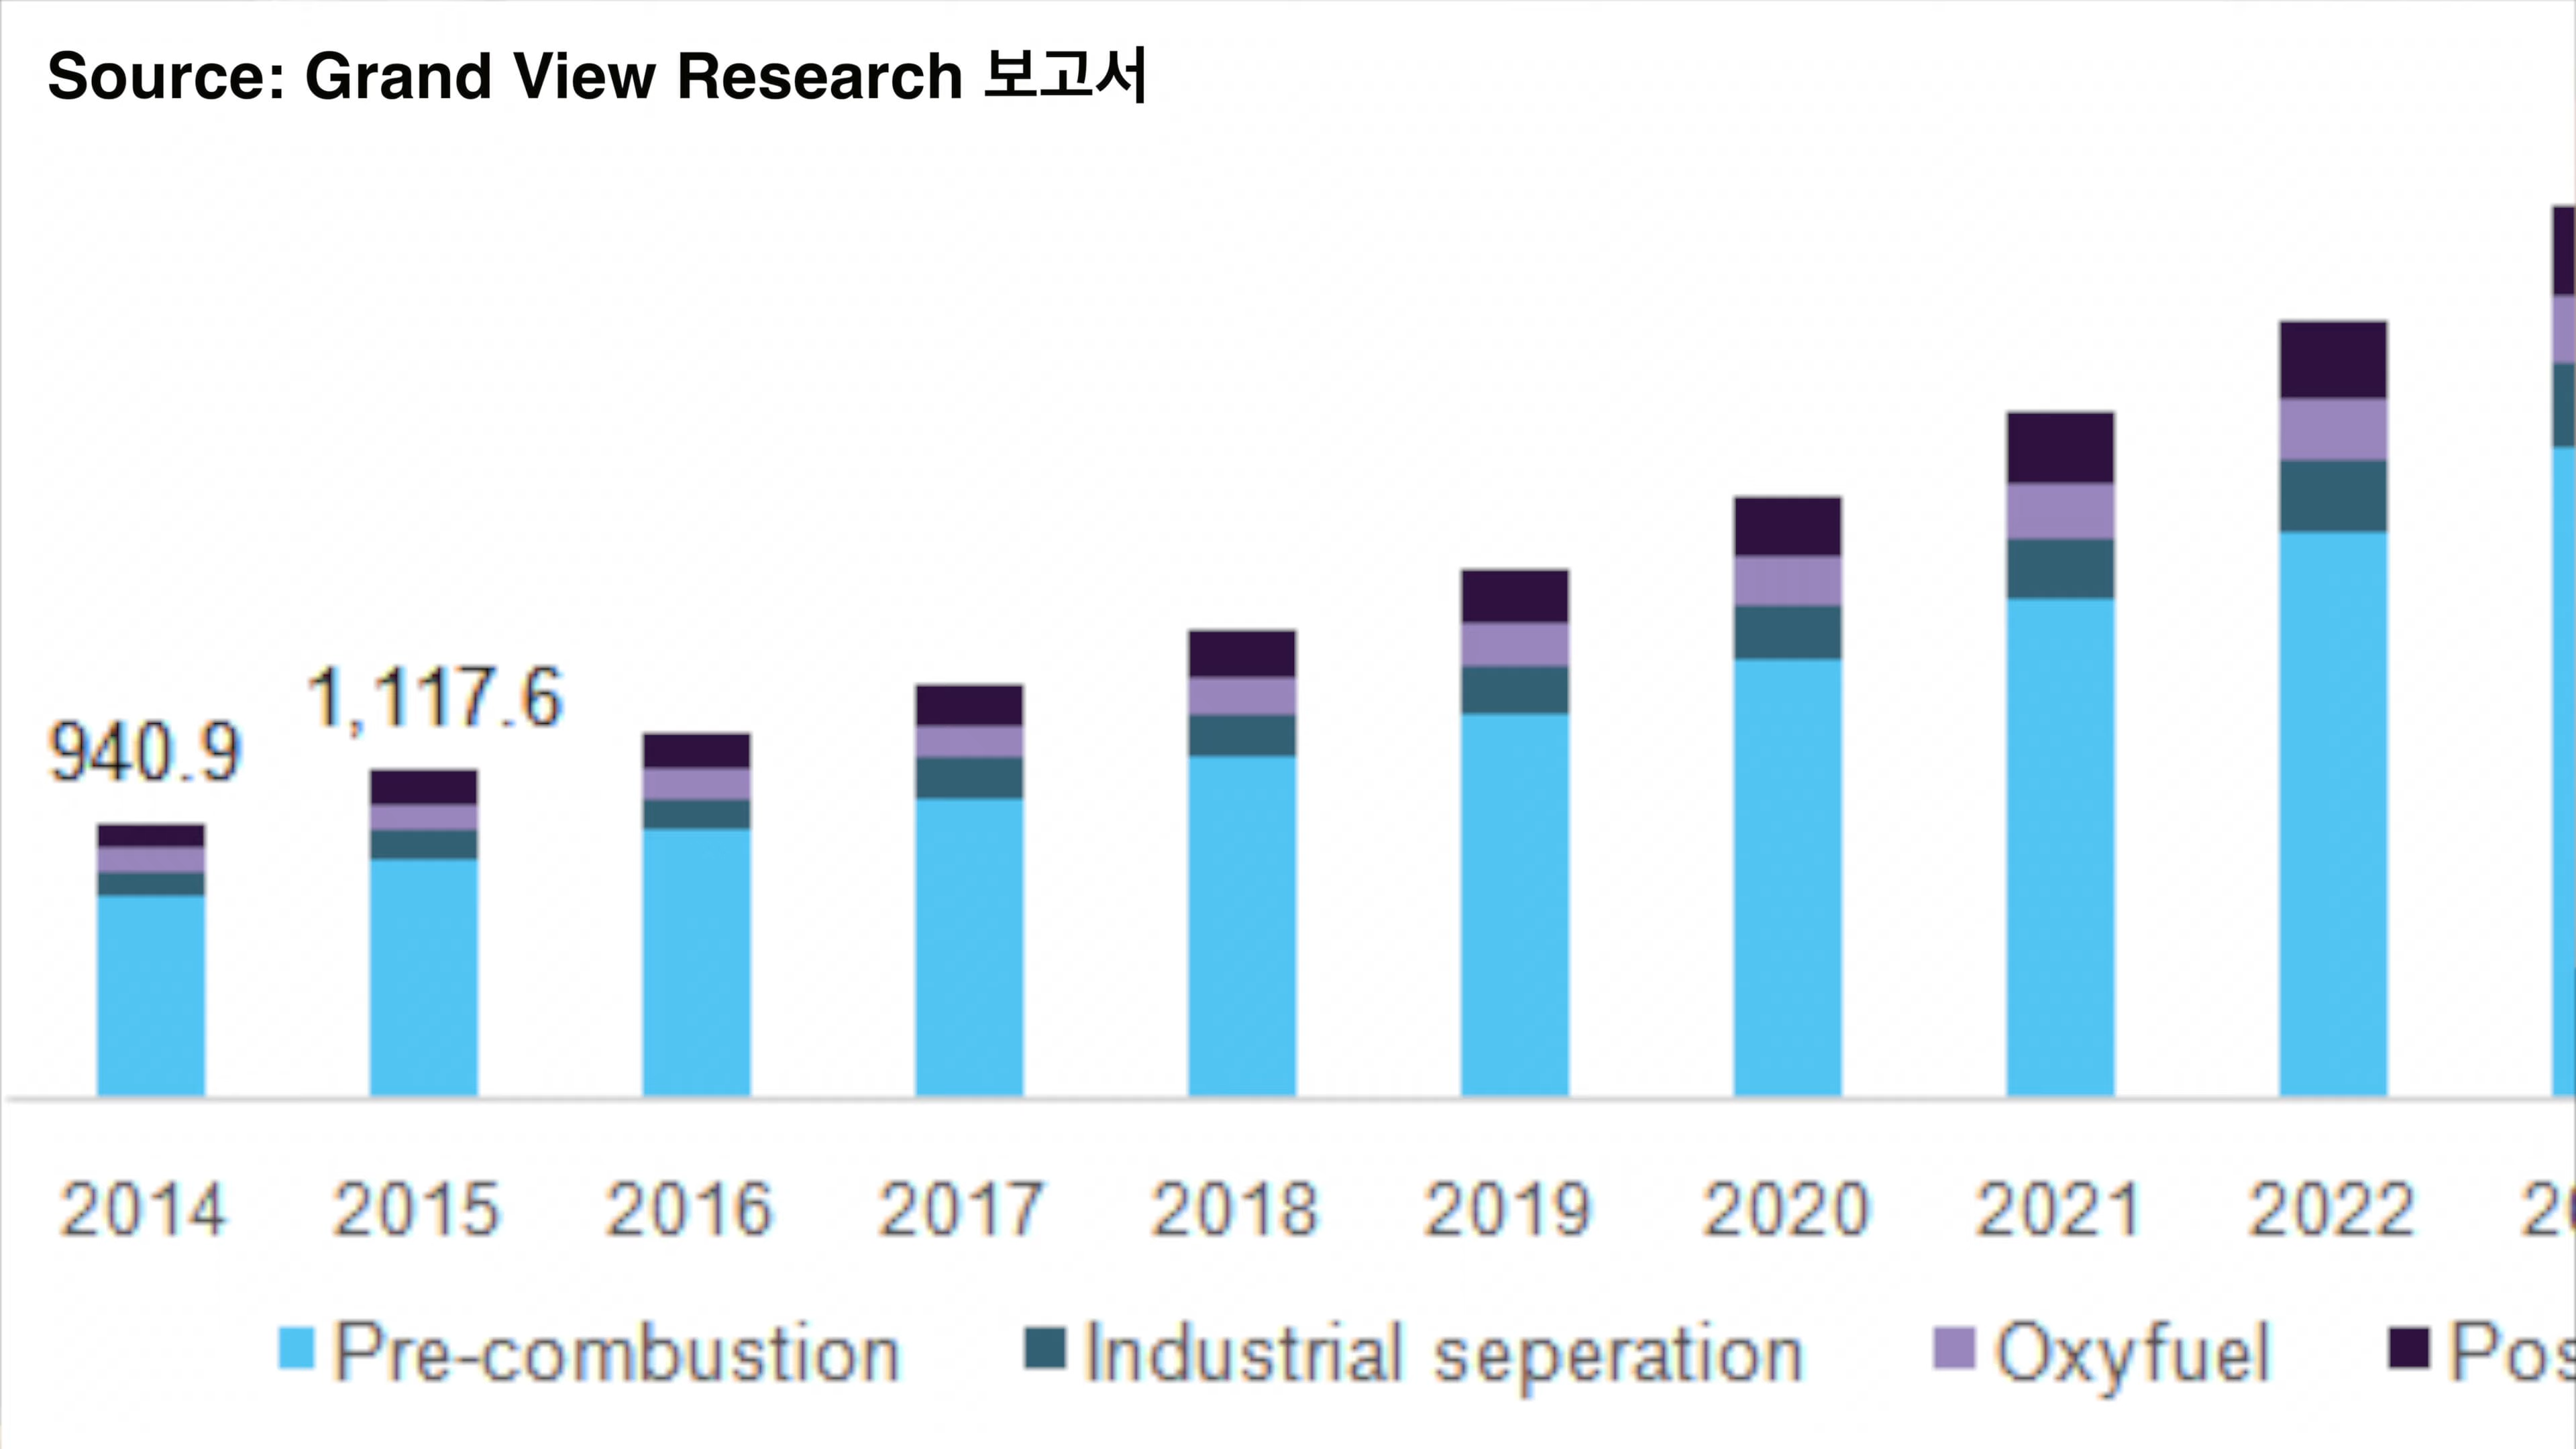 Source: Grand View Research 보고서
1,117.6
940.9
2014 2015 2016 2017 2018 2019 2020 2021 2022
Pre-combustion Industrial seperation Oxyfuel